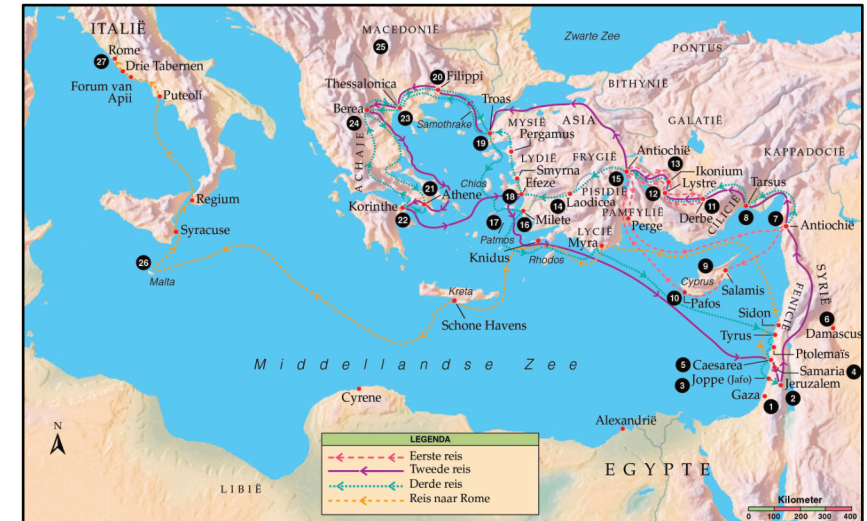 ITALIË
MACEDONIË
25
Zwarte Zee
PONTUS
27
Rome
Drie Tabernen
Forum van
Apii
Puteoli
Thessalonica
20
Filippi
BITHYNIË
Berea
23
Samothrake
Troas
24
19
MYSIË
ASIA
GALATIË
Pergamus
KAPPADOCIË
ACHAJE
LYDIË
FRYGIË
Antiochië
13
Ikonium
Smyrna
15
Lystre
Tarsus
Chios
21
Athene
18
Efeze
PISIDIË
12
Korinthe
14
Laodicea
11
Derbe
CILICIË
8
7
22
17
16
Milete
PAMFYLIË
Perge
Antiochie
Regium
Patmos
LYCIË
Syracuse
Knidus
Rhodos
Myra
26
Malta
9
Cyprus
Salamis
SYRIË
Kreta
10
Pafos
FENICIË
Schone Havens
Sidon
6
Tyrus
Damascus
Ptolemaïs
Middellandse Zee
5
Caesarea
Samaria
4
3
Joppe (Jafo)
Jeruzalem
Cyrene
Gaza
1
2
Alexandrië
N
LEGENDA
Eerste reis
Tweede reis
Derde reis
Reis naar Rome
EGYPTE
LIBIË
Kilometer
0 100 200 300 400